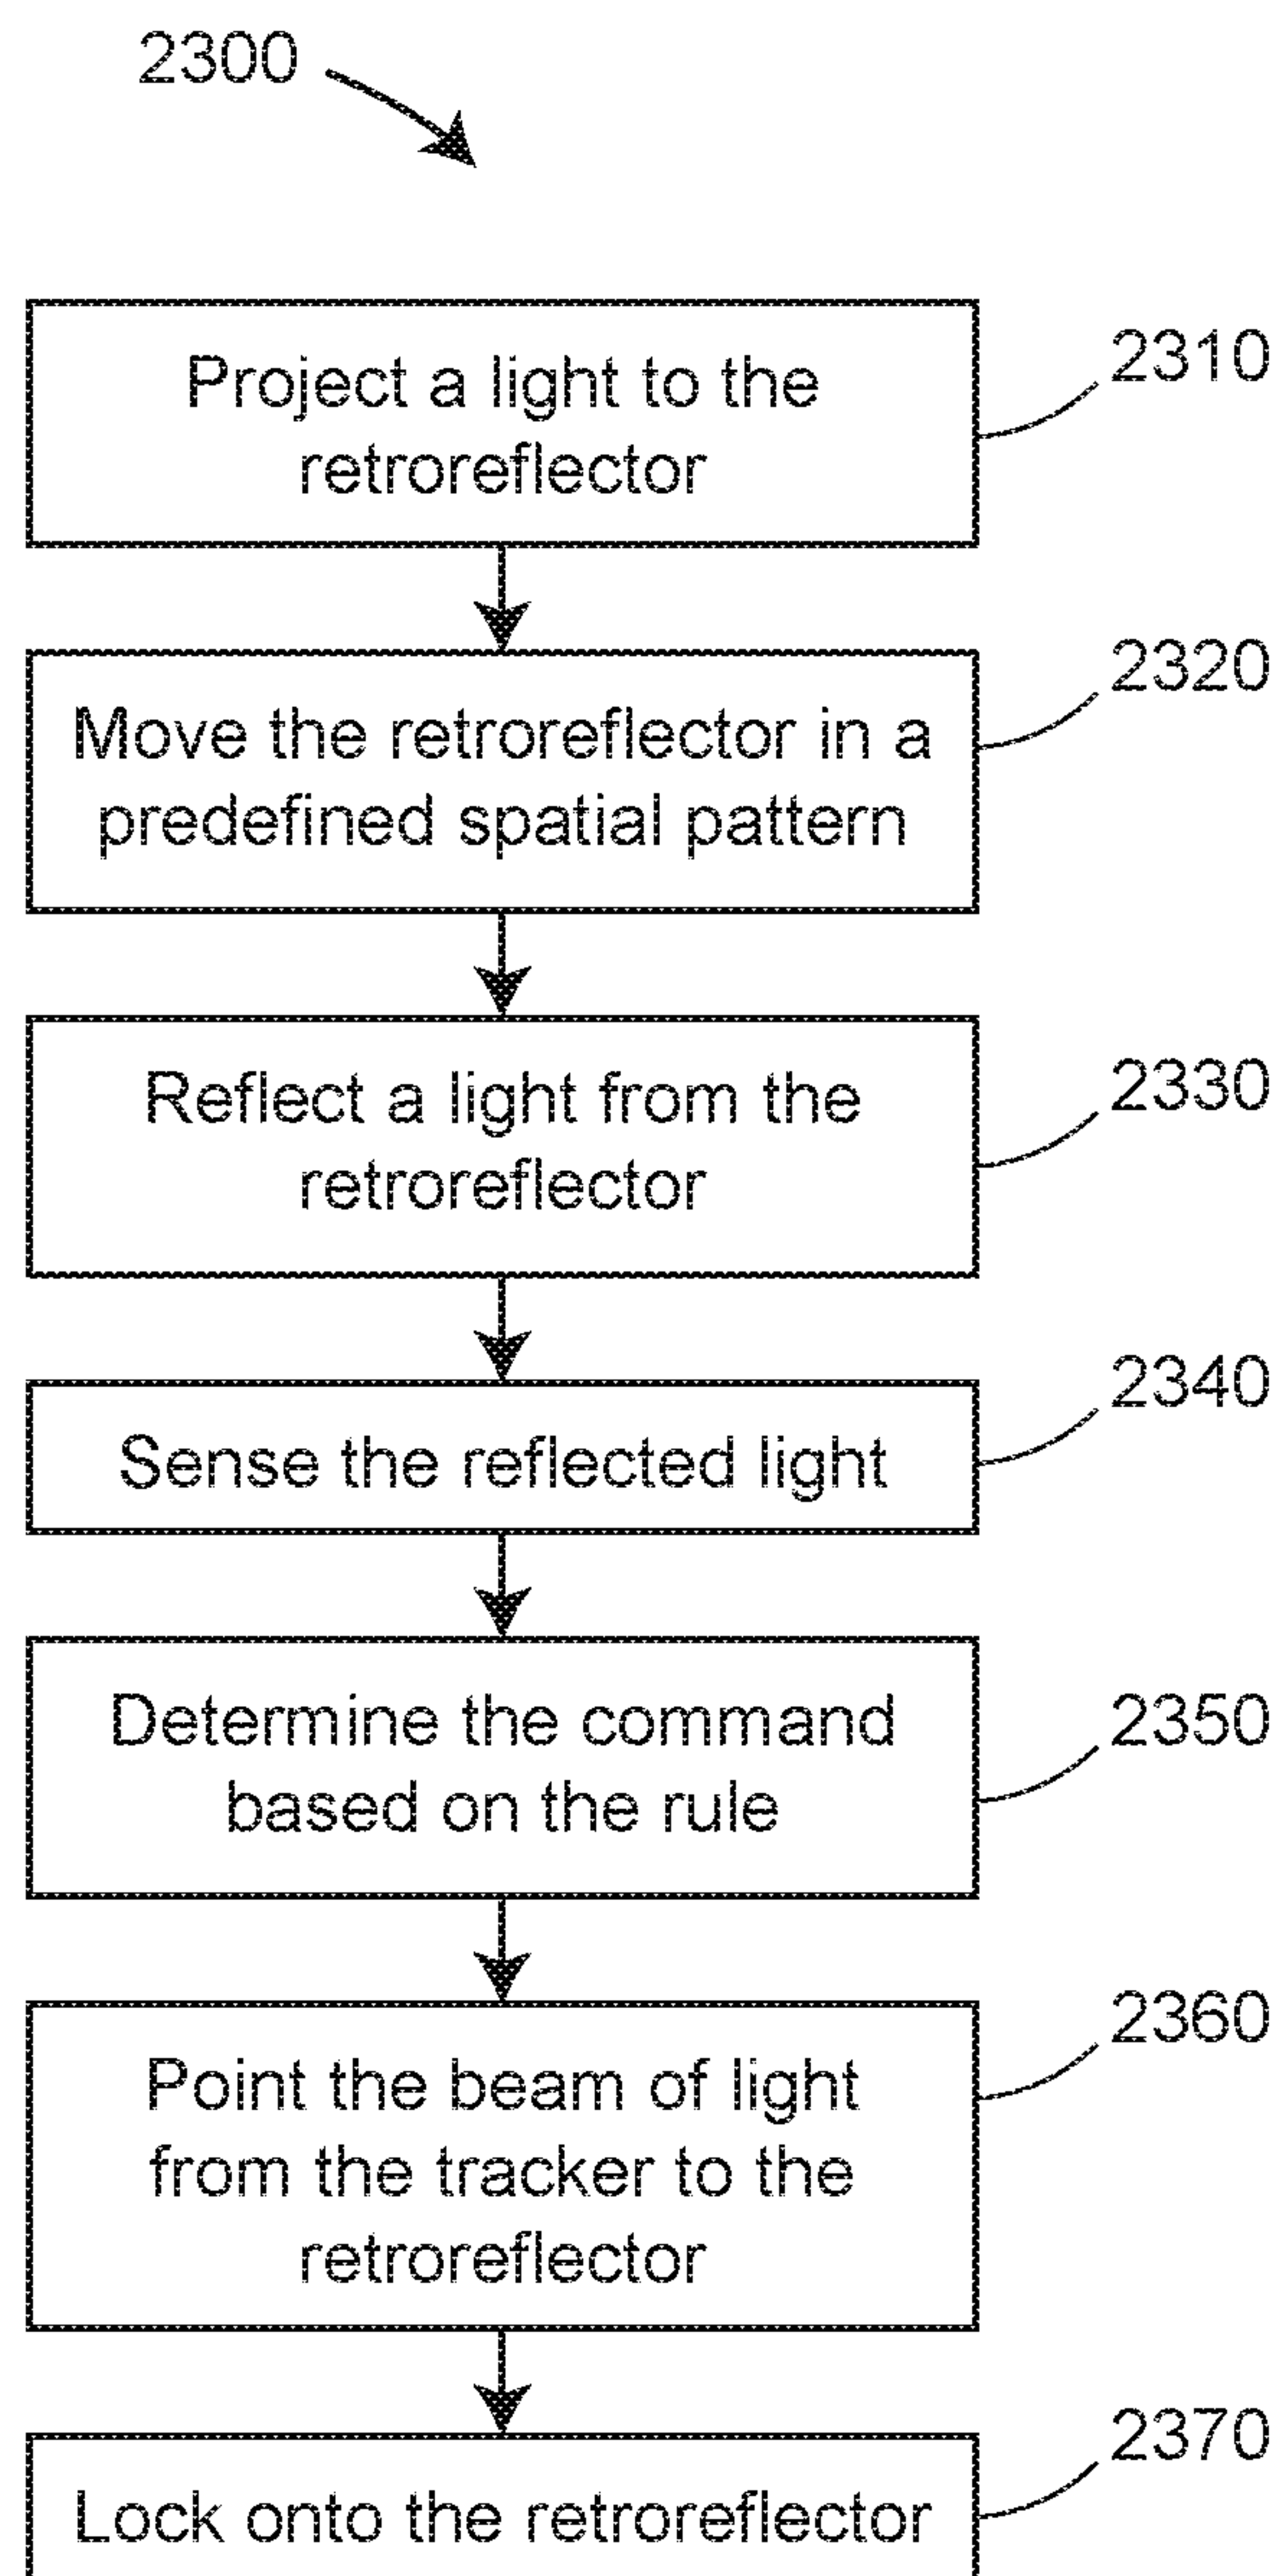 2300
Project a light to the
retroreflector
2310
Move the retroreflector in a
predefined spatial pattern
2320
Reflect a light from the
retroreflector
2330
Sense the reflected light
2340
Determine the command
based on the rule
2350
Point the beam of light
from the tracker to the
retroreflector
2360
Lock onto the retroreflector
2370